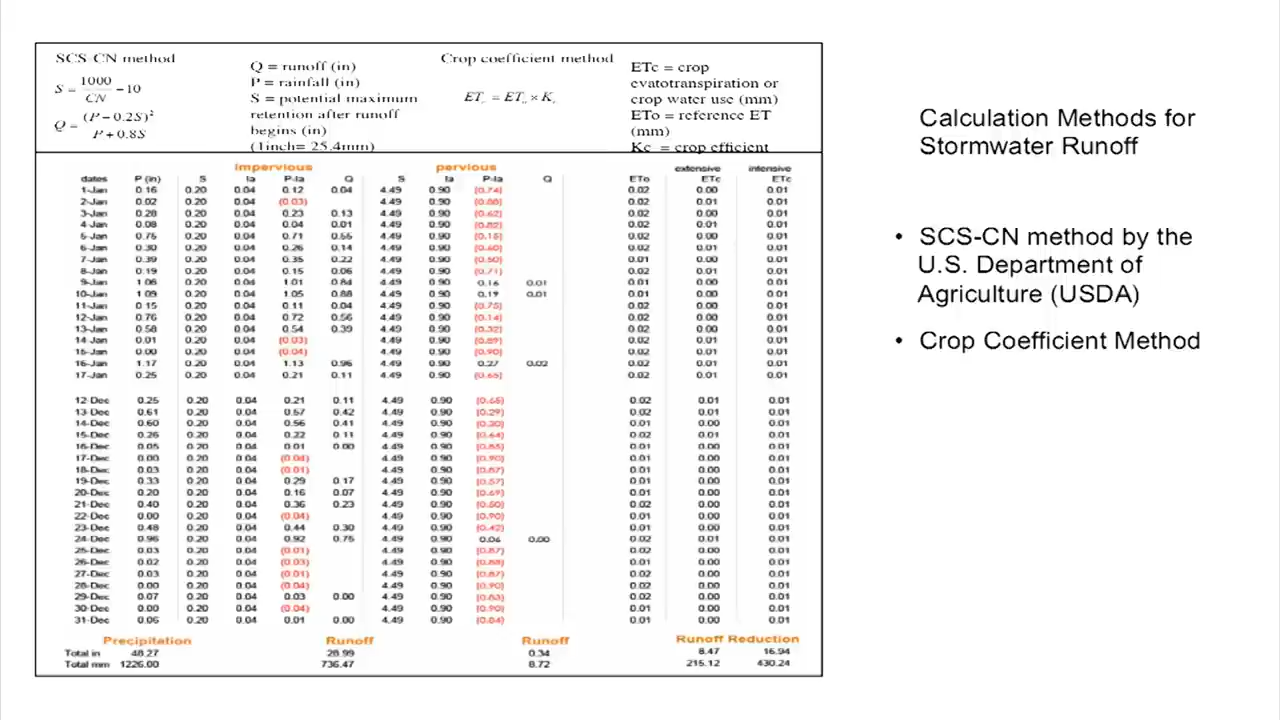 SCS-CN method
S = 1000/CN − 10
Q = (P − 0.2S)²/P + 0.8S
Q = runoff (in)
P = rainfall (in)
S = potential maximum
retention after runoff
begins (in)
(1inch= 25.4mm)
Crop coefficient method
ETc = ETo × Kc
ETc = crop
evatotranspiration or
crop water use (mm)
ETo = reference ET
(mm)
Kc = crop efficient
impervious pervious extensive intensive
dates P (in) S Ia P-Ia Q S Ia P-Ia Q ETo ETc ETc
1-Jan 0.16 0.20 0.04 0.12 0.04 4.49 0.90 (0.74) 0.02 0.00 0.01
2-Jan 0.02 0.20 0.04 (0.03) 4.49 0.90 (0.88) 0.02 0.01 0.01
3-Jan 0.28 0.20 0.04 0.23 0.13 4.49 0.90 (0.62) 0.02 0.00 0.01
4-Jan 0.08 0.20 0.04 0.04 0.01 4.49 0.90 (0.82) 0.02 0.01 0.01
5-Jan 0.75 0.20 0.04 0.71 0.55 4.49 0.90 (0.15) 0.02 0.00 0.01
6-Jan 0.30 0.20 0.04 0.26 0.14 4.49 0.90 (0.60) 0.02 0.01 0.01
7-Jan 0.39 0.20 0.04 0.35 0.22 4.49 0.90 (0.50) 0.01 0.00 0.01
8-Jan 0.19 0.20 0.04 0.15 0.06 4.49 0.90 (0.71) 0.02 0.01 0.01
9-Jan 1.06 0.20 0.04 1.01 0.84 4.49 0.90 0.16 0.01 0.01 0.00 0.01
10-Jan 1.09 0.20 0.04 1.05 0.88 4.49 0.90 0.19 0.01 0.01 0.00 0.01
11-Jan 0.15 0.20 0.04 0.11 0.04 4.49 0.90 (0.75) 0.02 0.00 0.01
12-Jan 0.76 0.20 0.04 0.72 0.56 4.49 0.90 (0.14) 0.02 0.01 0.01
13-Jan 0.58 0.20 0.04 0.54 0.39 4.49 0.90 (0.32) 0.02 0.00 0.01
14 Jan 0.01 0.20 0.04 (0.03) 4.49 0.90 (0.89) 0.02 0.01 0.01
15-Jan 0.00 0.20 0.04 (0.04) 4.49 0.90 (0.90) 0.02 0.01 0.01
16-Jan 1.17 0.20 0.04 1.13 0.96 4.49 0.90 0.27 0.02 0.02 0.00 0.01
17-Jan 0.25 0.20 0.04 0.21 0.11 4.49 0.90 (0.65) 0.02 0.01 0.01
12-Dec 0.25 0.20 0.04 0.21 0.11 4.49 0.90 (0.65) 0.02 0.01 0.01
13-Dec 0.61 0.20 0.04 0.57 0.42 4.49 0.90 (0.29) 0.02 0.00 0.01
14-Dec 0.60 0.20 0.04 0.56 0.41 4.49 0.90 (0.30) 0.01 0.00 0.01
15-Dec 0.26 0.20 0.04 0.22 0.11 4.49 0.90 (0.64) 0.02 0.01 0.01
16-Dec 0.05 0.20 0.04 0.01 0.00 4.49 0.90 (0.85) 0.01 0.00 0.01
17-Dec 0.00 0.20 0.04 (0.04) 4.49 0.90 (0.90) 0.01 0.00 0.01
18-Dec 0.03 0.20 0.04 (0.01) 4.49 0.90 (0.87) 0.02 0.00 0.01
19-Dec 0.33 0.20 0.04 0.29 0.17 4.49 0.90 (0.57) 0.01 0.00 0.01
20-Dec 0.20 0.20 0.04 0.16 0.07 4.49 0.90 (0.69) 0.01 0.00 0.01
21-Dec 0.40 0.20 0.04 0.36 0.23 4.49 0.90 (0.50) 0.02 0.00 0.01
22-Dec 0.00 0.20 0.04 (0.04) 4.49 0.90 (0.90) 0.01 0.00 0.01
23-Dec 0.48 0.20 0.04 0.44 0.30 4.49 0.90 (0.42) 0.01 0.00 0.01
24-Dec 0.96 0.20 0.04 0.92 0.75 4.49 0.90 0.06 0.00 0.02 0.01 0.01
25-Dec 0.03 0.20 0.04 (0.01) 4.49 0.90 (0.87) 0.02 0.00 0.01
26-Dec 0.02 0.20 0.04 (0.03) 4.49 0.90 (0.88) 0.01 0.00 0.01
27-Dec 0.03 0.20 0.04 (0.01) 4.49 0.90 (0.87) 0.02 0.00 0.01
28-Dec 0.00 0.20 0.04 (0.04) 4.49 0.90 (0.90) 0.02 0.00 0.01
29-Dec 0.07 0.20 0.04 0.03 0.00 4.49 0.90 (0.83) 0.02 0.00 0.01
30-Dec 0.00 0.20 0.04 (0.04) 4.49 0.90 (0.90) 0.01 0.00 0.01
31-Dec 0.06 0.20 0.04 0.01 0.00 4.49 0.90 (0.84) 0.01 0.00 0.01
Precipitation Runoff Runoff Runoff Reduction
Total in 48.27 28.99 0.34 8.47 16.94
Total mm 1226.00 736.47 8.72 215.12 430.24
Calculation Methods for
Stormwater Runoff
• SCS-CN method by the
U.S. Department of
Agriculture (USDA)
• Crop Coefficient Method